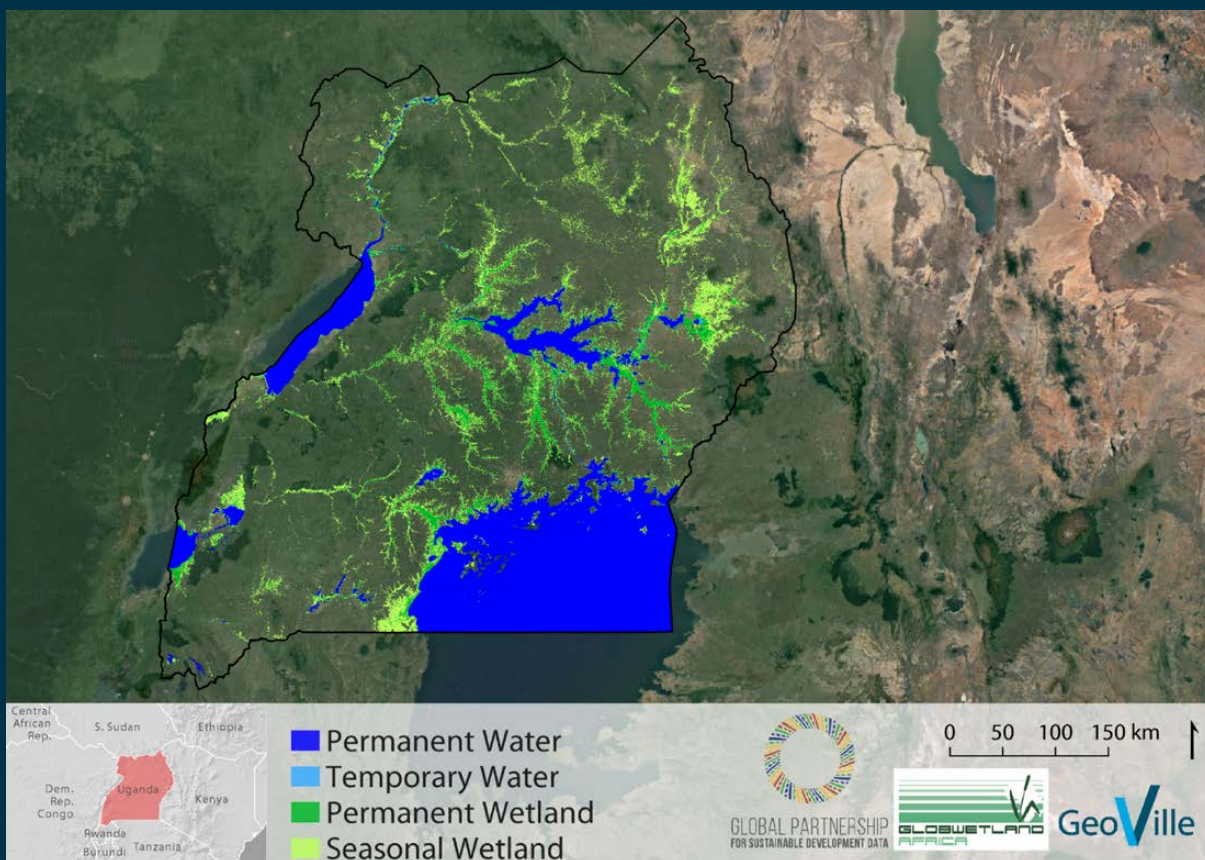 Central
African
Rep.
S. Sudan
Ethiopia
Dem.
Rep.
Congo
Uganda
Kenya
Rwanda
Burundi
Tanzania
Permanent Water
Temporary Water
Permanent Wetland
Seasonal Wetland
GLOBAL PARTNERSHIP
FOR SUSTAINABLE DEVELOPMENT DATA
0 50 100 150 km
GLOBWETLAND
AFRICA
GeoVille